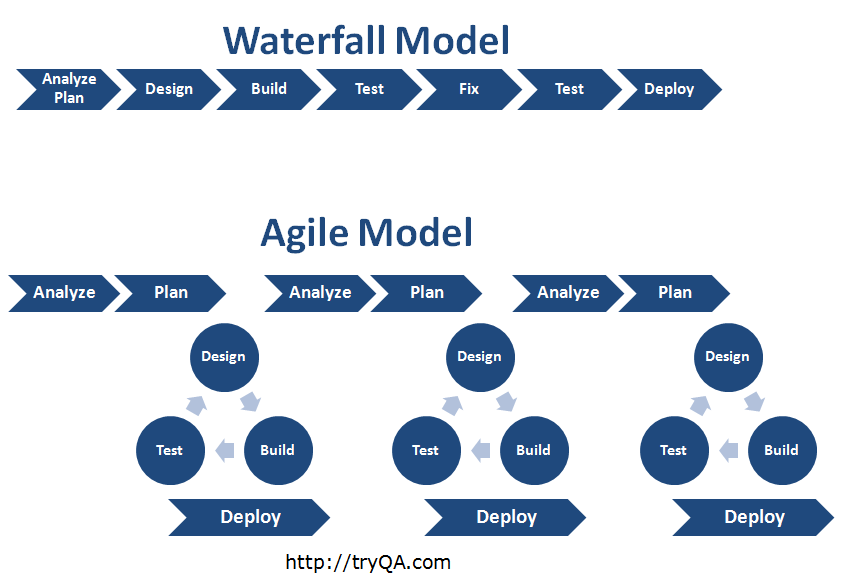 Waterfall Model
Analyze
Plan
Design
Build
Test
Fix
Test
Deploy
Agile Model
Analyze
Plan
Analyze
Plan
Analyze
Plan
Design
Test
Build
Deploy
Design
Test
Build
Deploy
Design
Test
Build
Deploy
http://tryQA.com